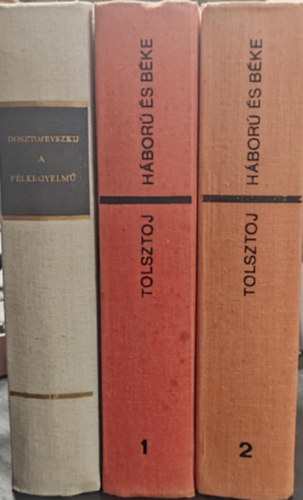 DOSZTOJEVSZKIJ
A
FÉLKEGYELMŰ
TOLSZTOJ HÁBORÚ ÉS BÉKE
1
TOLSZTOJ HÁBORÚ ÉS BÉKE
2